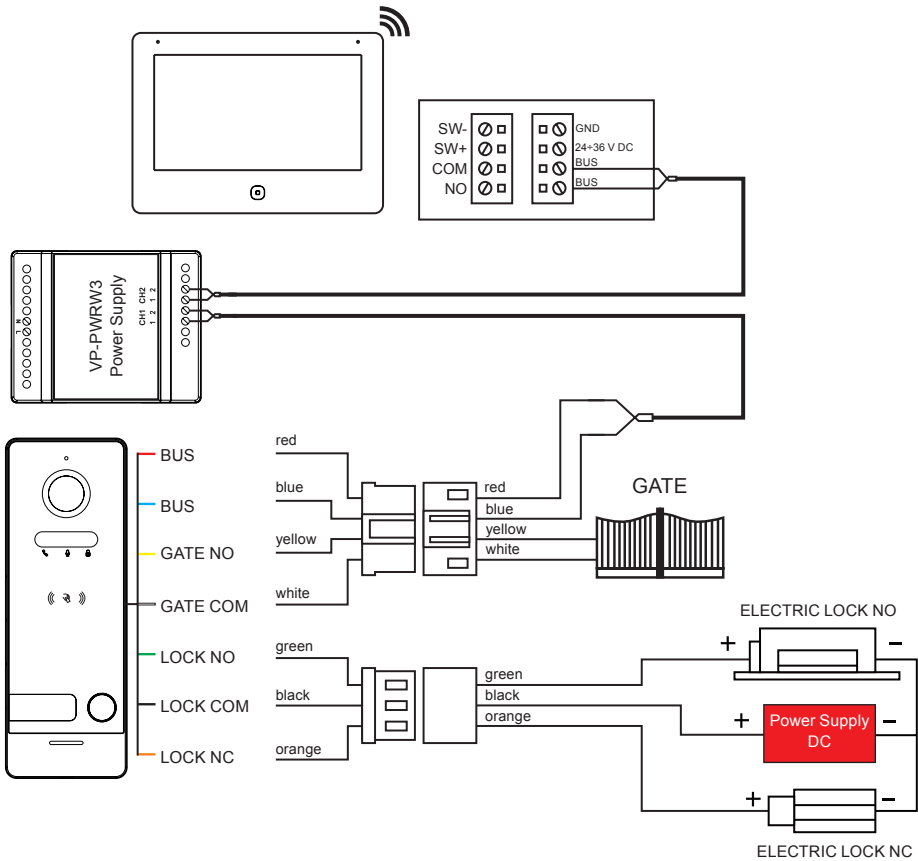 SW-
SW+
COM
NO
GND
24÷36 V DC
BUS
BUS
VP-PWRW3
Power Supply
CH1 CH2
1 2 1 2
N
L
BUS
BUS
GATE NO
GATE COM
LOCK NO
LOCK COM
LOCK NC
red
blue
yellow
white
green
black
orange
red
blue
yellow
white
GATE
green
black
orange
ELECTRIC LOCK NO
+ −
+ Power Supply −
DC
+ −
ELECTRIC LOCK NC